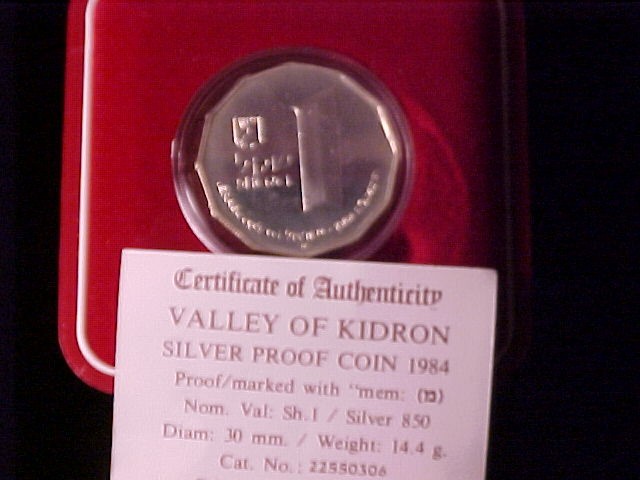 1
Certificate of Authenticity
VALLEY OF KIDRON
SILVER PROOF COIN 1984
Proof/marked with "mem: (מ)
Nom. Val: Sh.1 / Silver 850
Diam: 30 mm. / Weight: 14.4 g.
Cat. No.: 22550306